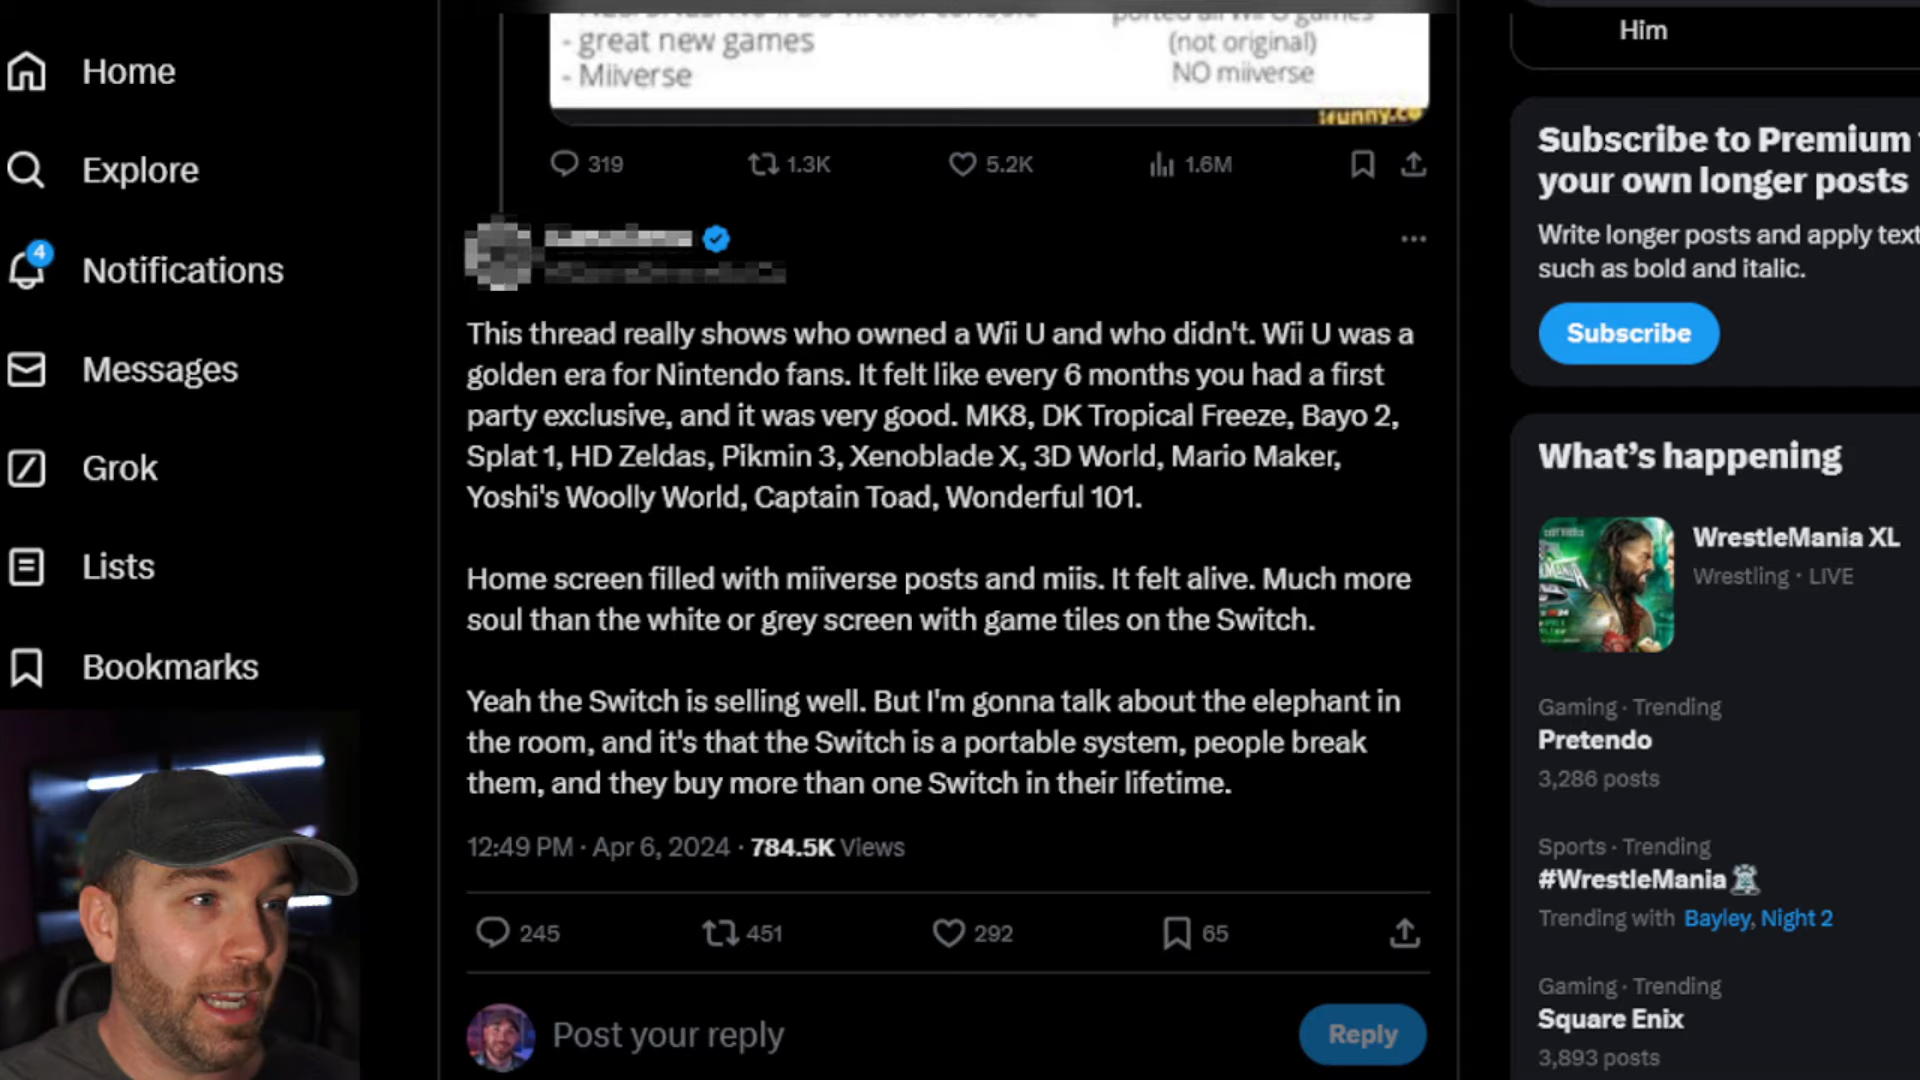 Home
Explore
4
Notifications
Messages
Grok
Lists
Bookmarks
- great new games
- Miiverse
ported all Wii U games
(not original)
NO miiverse
ifunny.co
319
1.3K
5.2K
1.6M
This thread really shows who owned a Wii U and who didn't. Wii U was a
golden era for Nintendo fans. It felt like every 6 months you had a first
party exclusive, and it was very good. MK8, DK Tropical Freeze, Bayo 2,
Splat 1, HD Zeldas, Pikmin 3, Xenoblade X, 3D World, Mario Maker,
Yoshi's Woolly World, Captain Toad, Wonderful 101.
Home screen filled with miiverse posts and miis. It felt alive. Much more
soul than the white or grey screen with game tiles on the Switch.
Yeah the Switch is selling well. But I'm gonna talk about the elephant in
the room, and it's that the Switch is a portable system, people break
them, and they buy more than one Switch in their lifetime.
12:49 PM · Apr 6, 2024 · 784.5K Views
245
451
292
65
Post your reply
Reply
Him
Subscribe to Premium
your own longer posts
Write longer posts and apply text
such as bold and italic.
Subscribe
What's happening
WrestleMania XL
Wrestling · LIVE
Gaming · Trending
Pretendo
3,286 posts
Sports · Trending
#WrestleMania
Trending with Bayley, Night 2
Gaming · Trending
Square Enix
3,893 posts